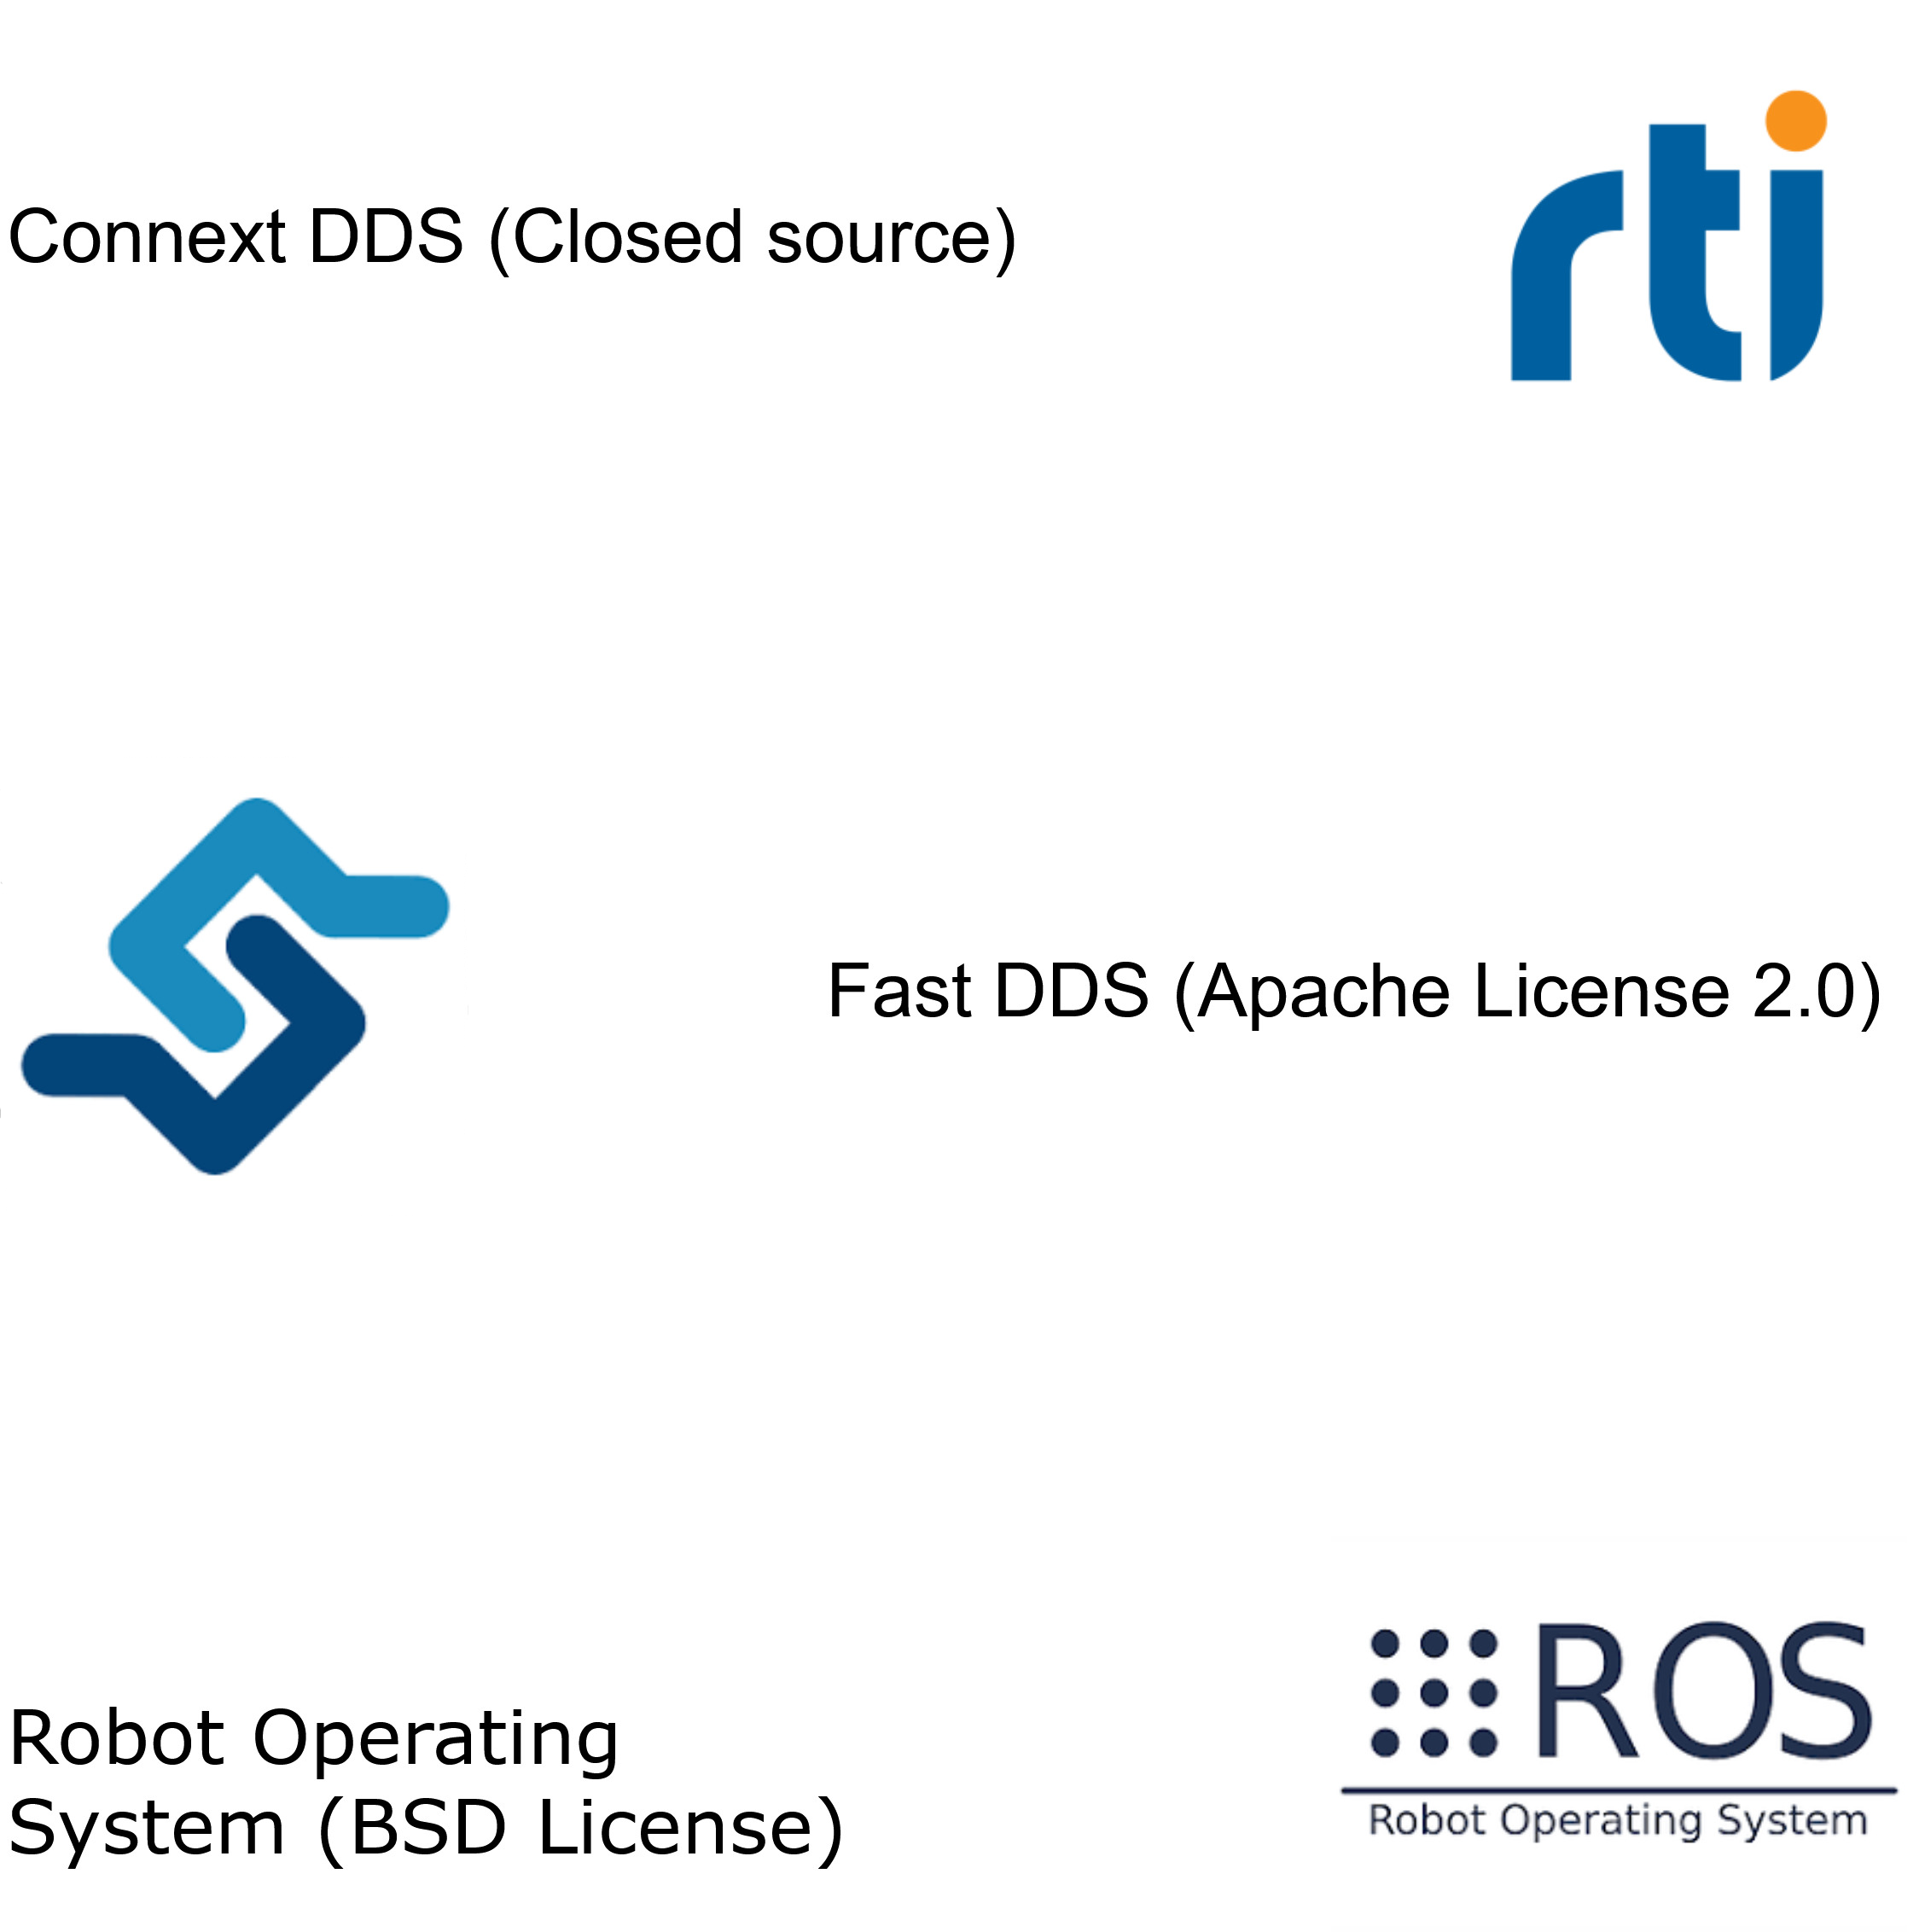 Connext DDS (Closed source)
rti
Fast DDS (Apache License 2.0)
Robot Operating
System (BSD License)
ROS
Robot Operating System